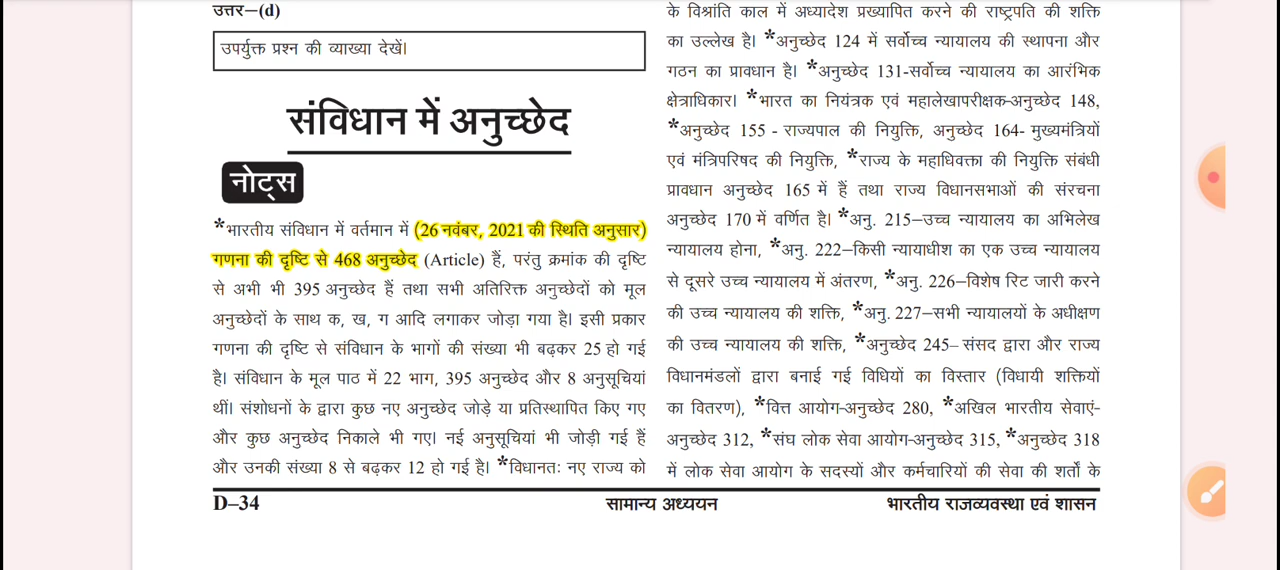 उत्तर–(d)
उपर्युक्त प्रश्न की व्याख्या देखें।
संविधान में अनुच्छेद
नोट्स
*भारतीय संविधान में वर्तमान में (26 नवंबर, 2021 की स्थिति अनुसार)
गणना की दृष्टि से 468 अनुच्छेद (Article) हैं, परंतु क्रमांक की दृष्टि
से अभी भी 395 अनुच्छेद हैं तथा सभी अतिरिक्त अनुच्छेदों को मूल
अनुच्छेदों के साथ क, ख, ग आदि लगाकर जोड़ा गया है। इसी प्रकार
गणना की दृष्टि से संविधान के भागों की संख्या भी बढ़कर 25 हो गई
है। संविधान के मूल पाठ में 22 भाग, 395 अनुच्छेद और 8 अनुसूचियां
थीं। संशोधनों के द्वारा कुछ नए अनुच्छेद जोड़े या प्रतिस्थापित किए गए
और कुछ अनुच्छेद निकाले भी गए। नई अनुसूचियां भी जोड़ी गई हैं
और उनकी संख्या 8 से बढ़कर 12 हो गई है। *विधानतः नए राज्य को
के विश्रांति काल में अध्यादेश प्रख्यापित करने की राष्ट्रपति की शक्ति
का उल्लेख है। *अनुच्छेद 124 में सर्वोच्च न्यायालय की स्थापना और
गठन का प्रावधान है। *अनुच्छेद 131-सर्वोच्च न्यायालय का आरंभिक
क्षेत्राधिकार। *भारत का नियंत्रक एवं महालेखापरीक्षक-अनुच्छेद 148,
*अनुच्छेद 155 - राज्यपाल की नियुक्ति, अनुच्छेद 164- मुख्यमंत्रियों
एवं मंत्रिपरिषद की नियुक्ति, *राज्य के महाधिवक्ता की नियुक्ति संबंधी
प्रावधान अनुच्छेद 165 में हैं तथा राज्य विधानसभाओं की संरचना
अनुच्छेद 170 में वर्णित है। *अनु. 215–उच्च न्यायालय का अभिलेख
न्यायालय होना, *अनु. 222–किसी न्यायाधीश का एक उच्च न्यायालय
से दूसरे उच्च न्यायालय में अंतरण, *अनु. 226–विशेष रिट जारी करने
की उच्च न्यायालय की शक्ति, *अनु. 227–सभी न्यायालयों के अधीक्षण
की उच्च न्यायालय की शक्ति, *अनुच्छेद 245– संसद द्वारा और राज्य
विधानमंडलों द्वारा बनाई गई विधियों का विस्तार (विधायी शक्तियों
का वितरण), *वित्त आयोग-अनुच्छेद 280, *अखिल भारतीय सेवाएं-
अनुच्छेद 312, *संघ लोक सेवा आयोग-अनुच्छेद 315, *अनुच्छेद 318
में लोक सेवा आयोग के सदस्यों और कर्मचारियों की सेवा की शर्तों के
D–34 सामान्य अध्ययन भारतीय राजव्यवस्था एवं शासन